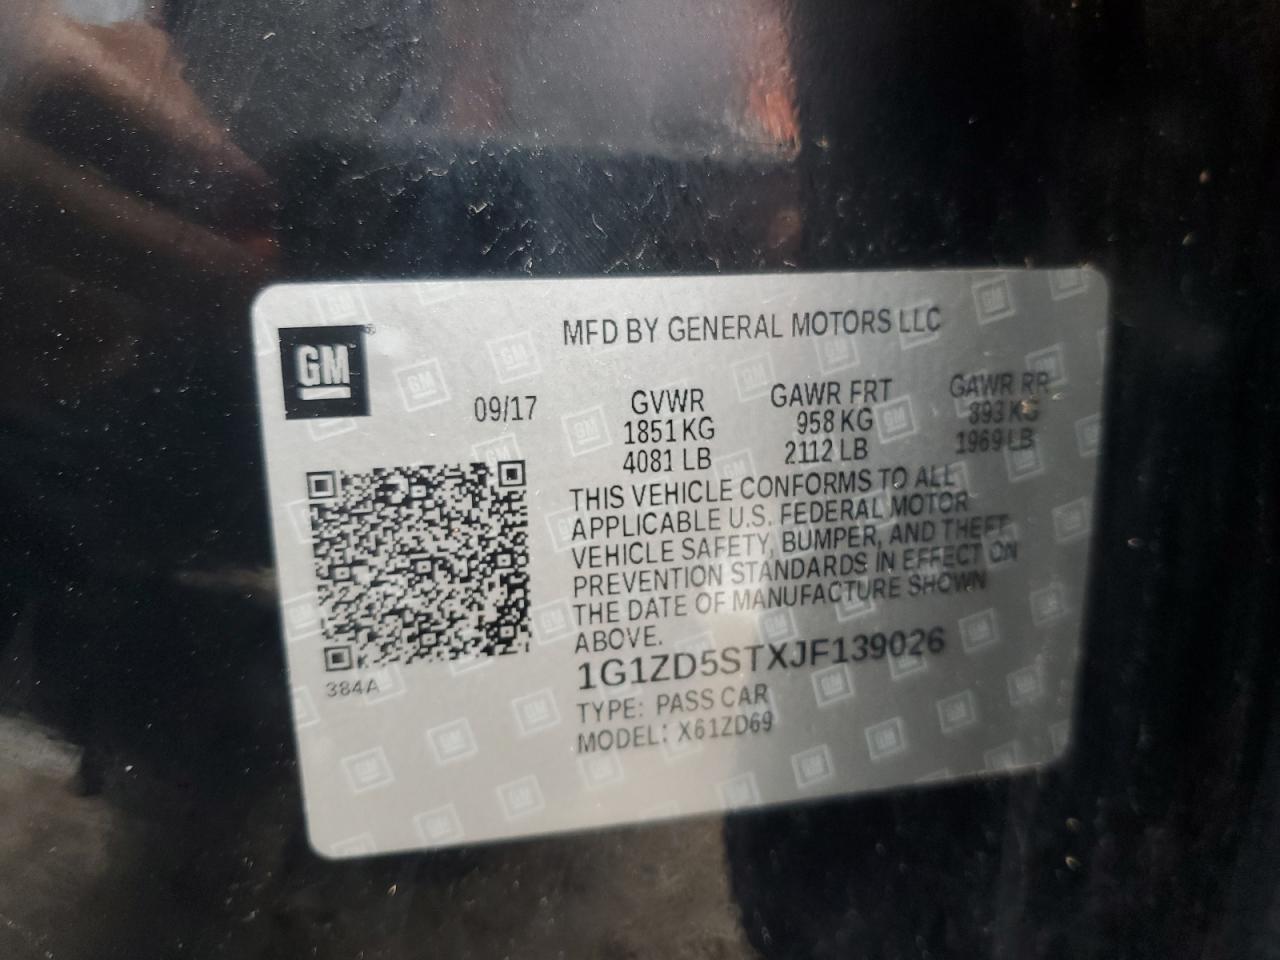 MFD BY GENERAL MOTORS LLC
GM
09/17
GVWR GAWR FRT GAWR RR
1851 KG 958 KG 893 KG
4081 LB 2112 LB 1969 LB
THIS VEHICLE CONFORMS TO ALL
APPLICABLE U.S. FEDERAL MOTOR
VEHICLE SAFETY, BUMPER, AND THEFT
PREVENTION STANDARDS IN EFFECT ON
THE DATE OF MANUFACTURE SHOWN
ABOVE.
1G1ZD5STXJF139026
384A
TYPE: PASS CAR
MODEL: X61ZD69